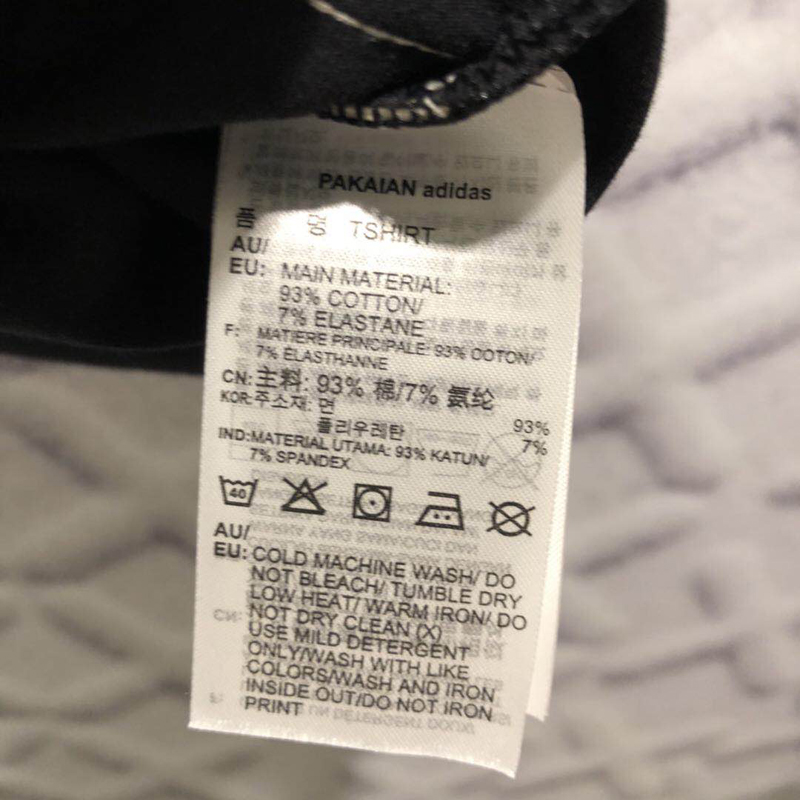 PAKAIAN adidas
품 명 TSHIRT
AU/
EU: MAIN MATERIAL:
93% COTTON/
7% ELASTANE
F: MATIERE PRINCIPALE: 93% COTON/
7% ELASTHANNE
CN: 主料: 93% 棉/7% 氨纶
KOR: 주소재: 면 93%
폴리우레탄 7%
IND: MATERIAL UTAMA: 93% KATUN/
7% SPANDEX
40
AU/
EU: COLD MACHINE WASH/ DO
NOT BLEACH/ TUMBLE DRY
LOW HEAT/ WARM IRON/ DO
NOT DRY CLEAN (X)
USE MILD DETERGENT
ONLY/WASH WITH LIKE
COLORS/WASH AND IRON
INSIDE OUT/DO NOT IRON
PRINT